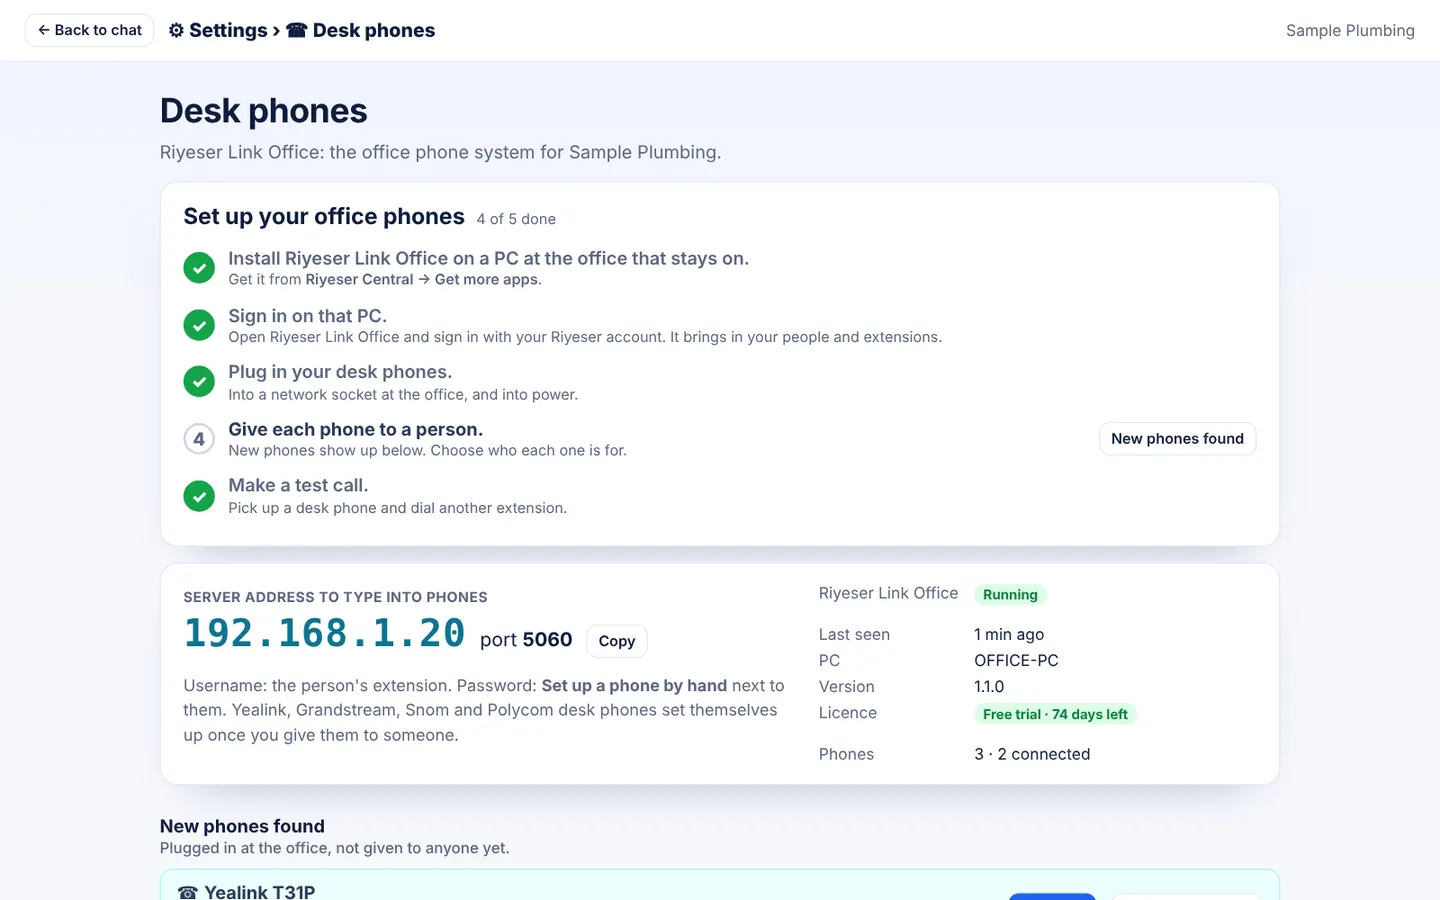 ← Back to chat
⚙ Settings › ☎ Desk phones
Sample Plumbing
Desk phones
Riyeser Link Office: the office phone system for Sample Plumbing.
Set up your office phones 4 of 5 done
Install Riyeser Link Office on a PC at the office that stays on.
Get it from Riyeser Central → Get more apps.
Sign in on that PC.
Open Riyeser Link Office and sign in with your Riyeser account. It brings in your people and extensions.
Plug in your desk phones.
Into a network socket at the office, and into power.
4
Give each phone to a person.
New phones show up below. Choose who each one is for.
New phones found
Make a test call.
Pick up a desk phone and dial another extension.
SERVER ADDRESS TO TYPE INTO PHONES
192.168.1.20 port 5060 Copy
Username: the person's extension. Password: Set up a phone by hand next to
them. Yealink, Grandstream, Snom and Polycom desk phones set themselves
up once you give them to someone.
Riyeser Link Office Running
Last seen 1 min ago
PC OFFICE-PC
Version 1.1.0
Licence Free trial · 74 days left
Phones 3 · 2 connected
New phones found
Plugged in at the office, not given to anyone yet.
☎ Yealink T31P